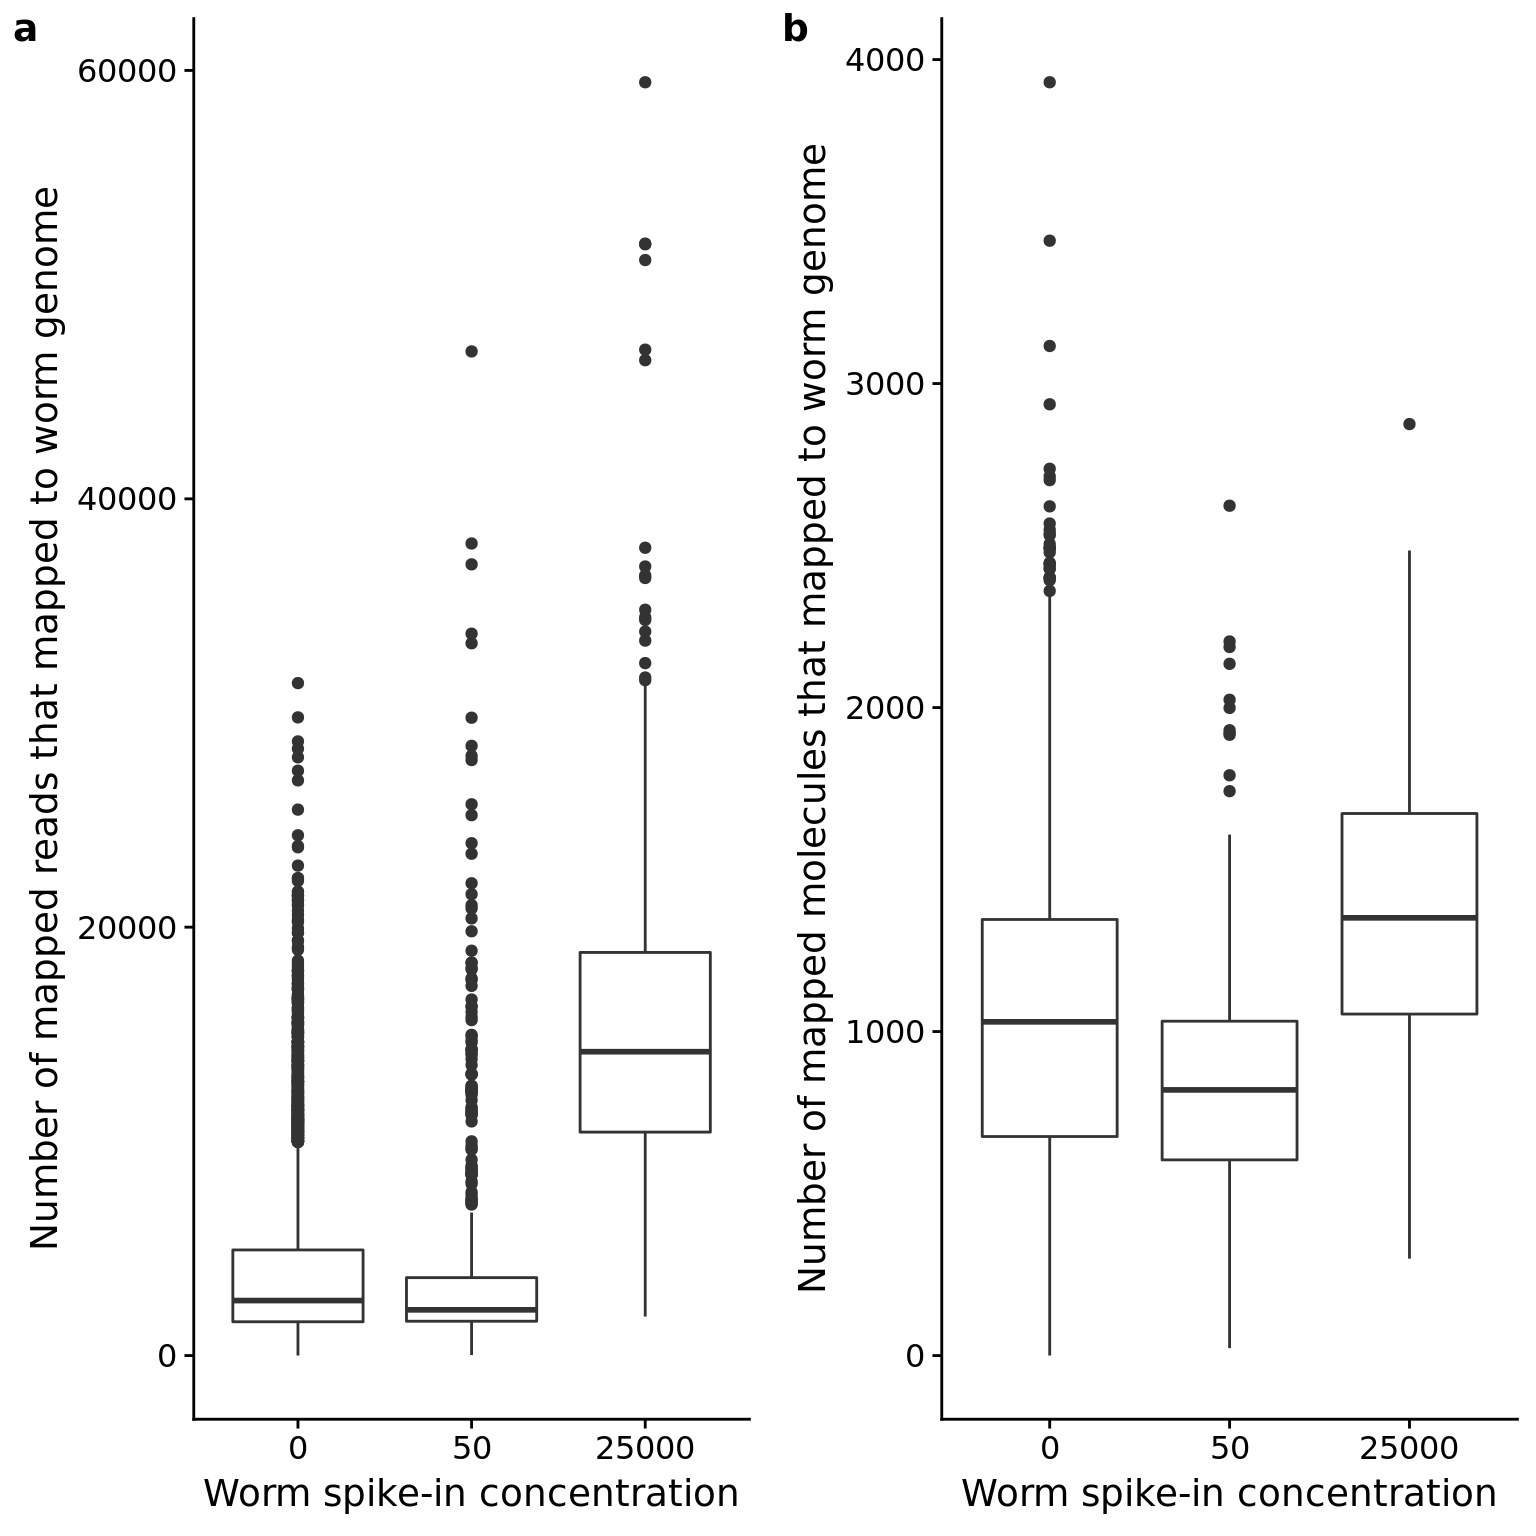 a
Number of mapped reads that mapped to worm genome
60000
40000
20000
0
0 50 25000
Worm spike-in concentration
b
Number of mapped molecules that mapped to worm genome
4000
3000
2000
1000
0
0 50 25000
Worm spike-in concentration